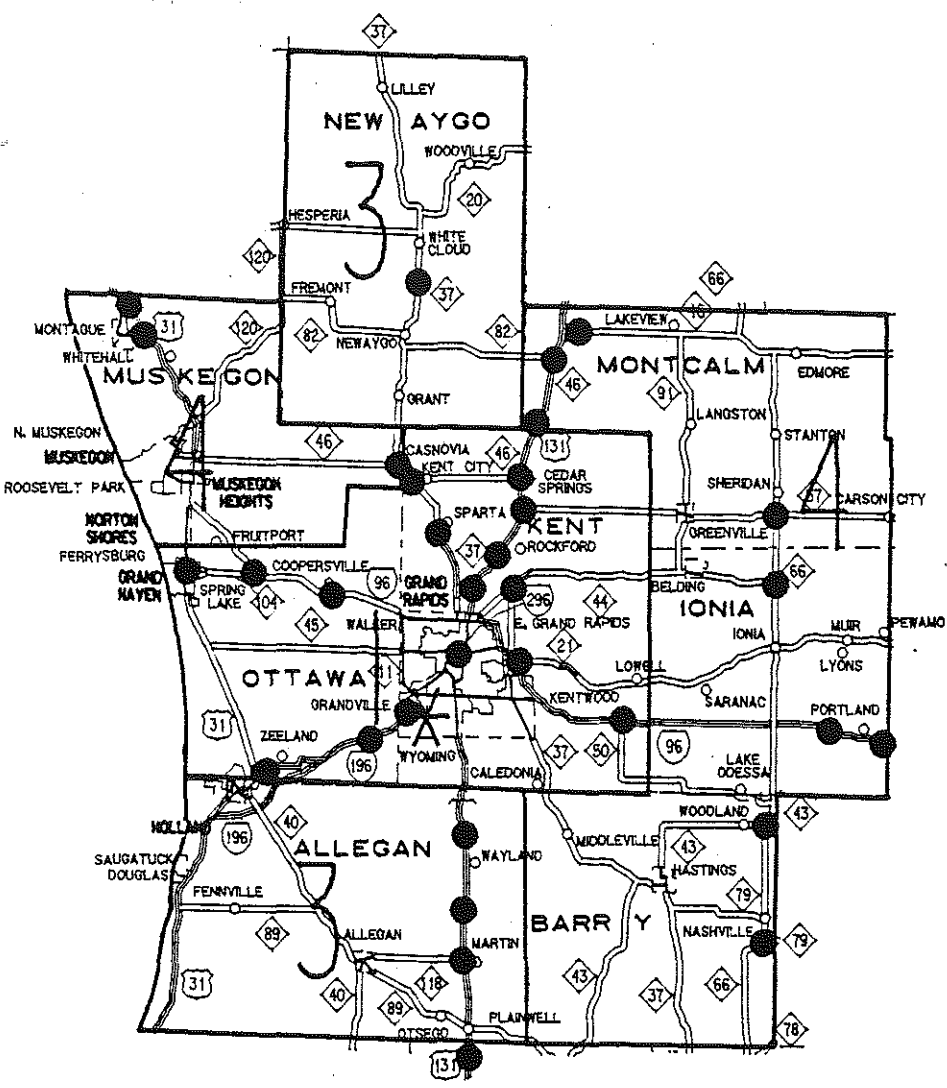 37
LILLEY
NEWAYGO
WOODVILLE
20
3
HESPERIA
WHITE
CLOUD
120
37
FREMONT
66
MONTAGUE
31
120
82
NEWAYGO
82
LAKEVIEW
WHITEHALL
EDMORE
MUSKEGON
46
MONTCALM
GRANT
91
LANGSTON
N. MUSKEGON
46
CASNOVIA
46
131
STANTON
MUSKEGON
4
KENT CITY
CEDAR
SPRINGS
SHERIDAN
4
ROOSEVELT PARK
MUSKEGON
HEIGHTS
57
CARSON CITY
NORTON
SHORES
SPARTA
KENT
GREENVILLE
FRUITPORT
37
ROCKFORD
FERRYSBURG
COOPERSVILLE
96
GRAND
RAPIDS
BELDING
66
GRAND
HAVEN
SPRING
LAKE
104
296
44
IONIA
45
WALKER
E. GRAND RAPIDS
IONIA
MUIR
PEWAMO
OTTAWA
11
21
LOWELL
LYONS
GRANDVILLE
KENTWOOD
SARANAC
31
PORTLAND
ZEELAND
196
WYOMING
37
50
96
CALEDONIA
LAKE
ODESSA
HOLLAND
196
40
WOODLAND
43
ALLEGAN
MIDDLEVILLE
43
SAUGATUCK
DOUGLAS
WAYLAND
HASTINGS
FENNVILLE
3
79
89
ALLEGAN
MARTIN
BARRY
NASHVILLE
79
31
40
118
43
37
66
89
PLAINWELL
OTSEGO
78
131